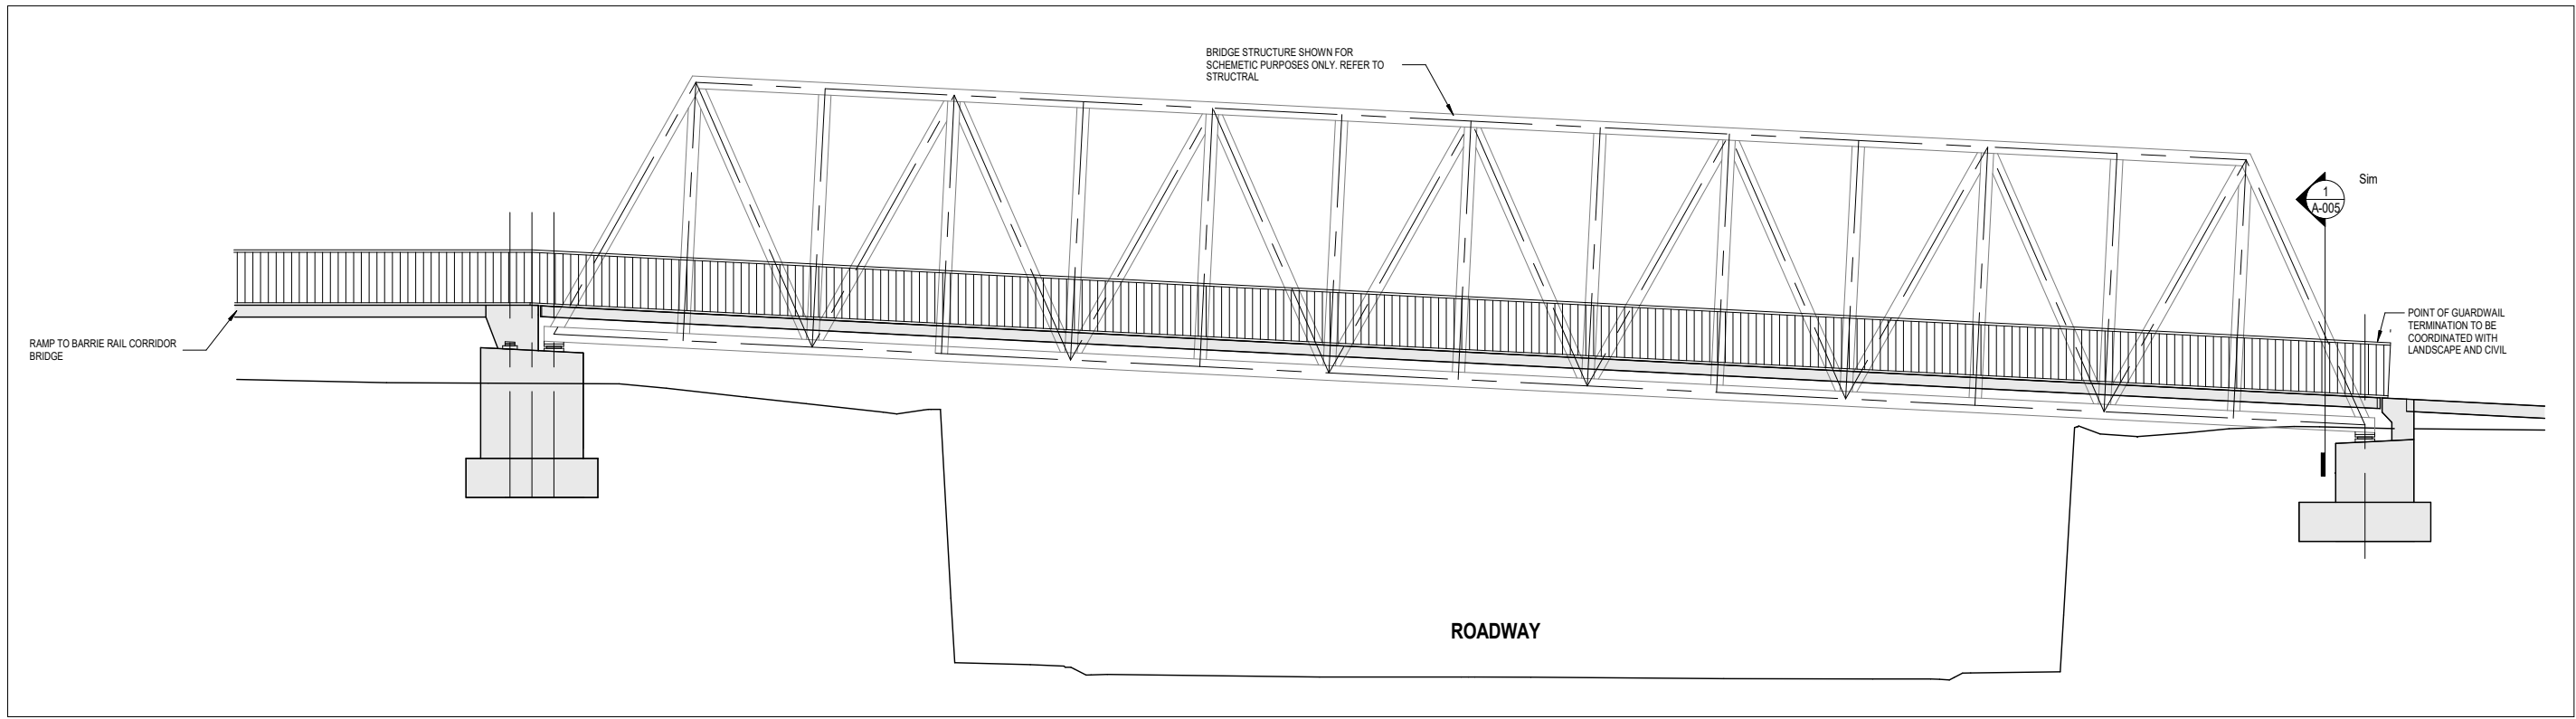 BRIDGE STRUCTURE SHOWN FOR
SCHEMETIC PURPOSES ONLY. REFER TO
STRUCTRAL
1
A-005
Sim
RAMP TO BARRIE RAIL CORRIDOR
BRIDGE
POINT OF GUARDWAIL
TERMINATION TO BE
COORDINATED WITH
LANDSCAPE AND CIVIL
ROADWAY